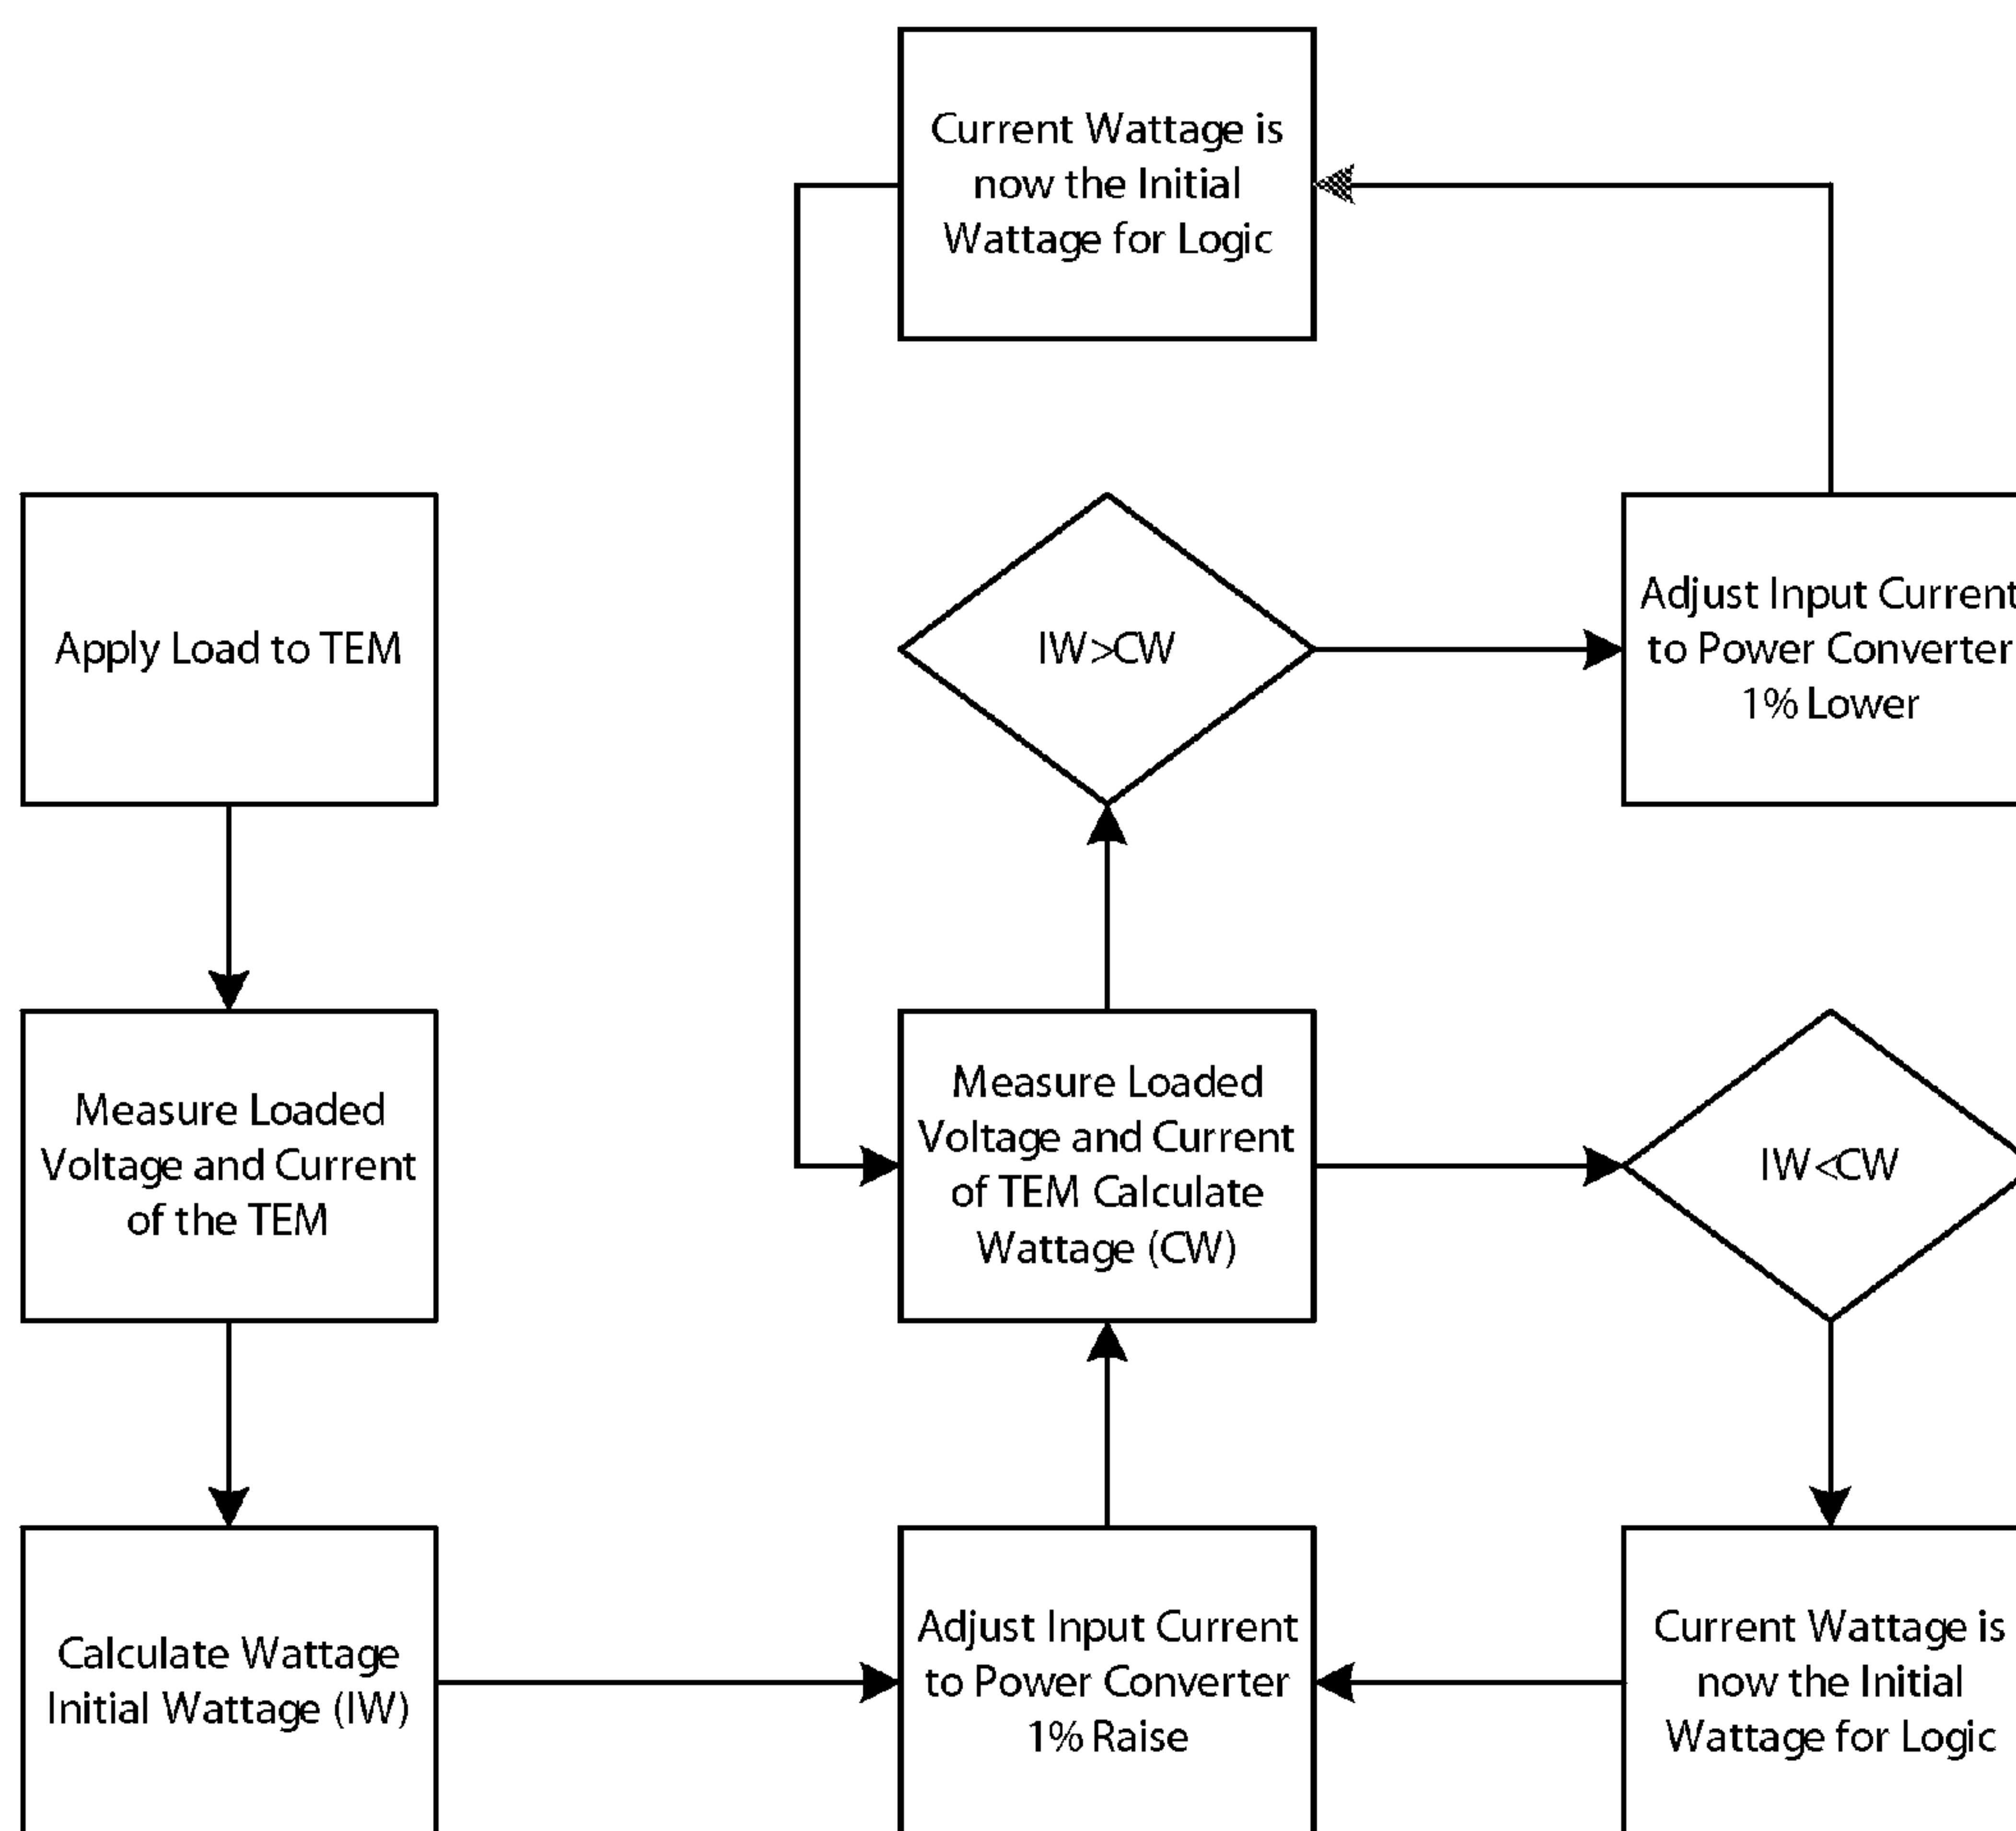 Current Wattage is
now the Initial
Wattage for Logic
Apply Load to TEM
IW>CW
Adjust Input Current
to Power Converter
1% Lower
Measure Loaded
Voltage and Current
of the TEM
Measure Loaded
Voltage and Current
of TEM Calculate
Wattage (CW)
IW<CW
Calculate Wattage
Initial Wattage (IW)
Adjust Input Current
to Power Converter
1% Raise
Current Wattage is
now the Initial
Wattage for Logic